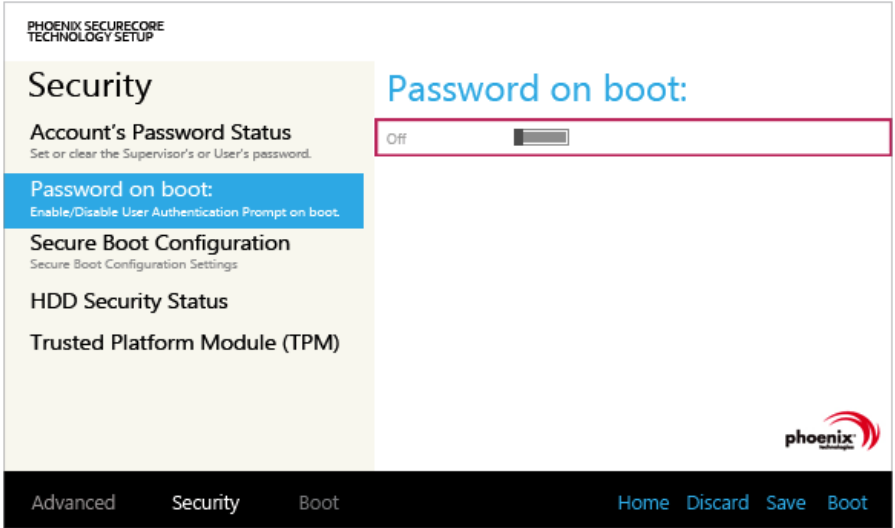 PHOENIX SECURECORE
TECHNOLOGY SETUP
Security
Account's Password Status
Set or clear the Supervisor's or User's password.
Password on boot:
Enable/Disable User Authentication Prompt on boot.
Secure Boot Configuration
Secure Boot Configuration Settings
HDD Security Status
Trusted Platform Module (TPM)
Password on boot:
Off
phoenix
technologies
Advanced Security Boot Home Discard Save Boot